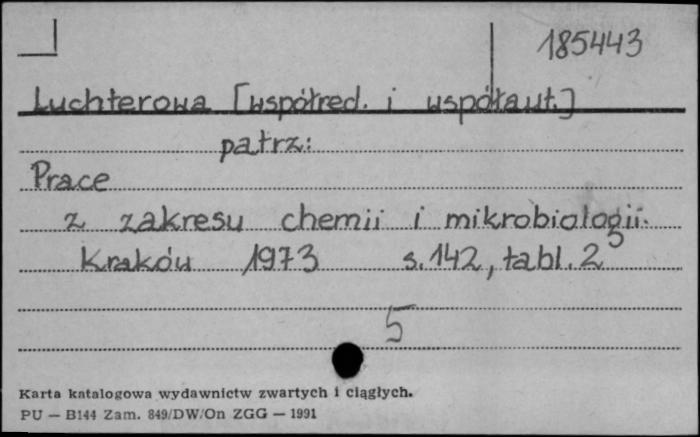 185443
Luchterowa [współred. i współaut.]
patrz:
Prace
z zakresu chemii i mikrobiologii.
Kraków 1973 s. 142, tabl. 2
5
Karta katalogowa wydawnictw zwartych i ciągłych.
PU — B144 Zam. 849/DW/On ZGG — 1991